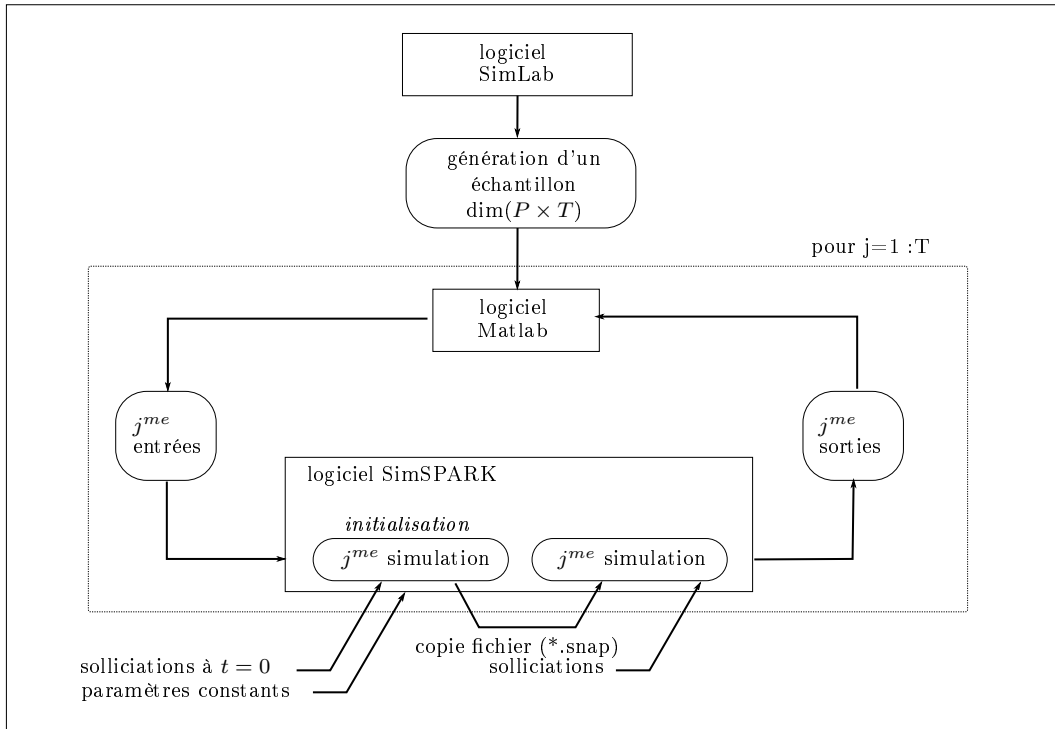 logiciel
SimLab
génération d'un
échantillon
dim(P × T)
pour j=1 :T
logiciel
Matlab
j^{me}
entrées
j^{me}
sorties
logiciel SimSPARK
initialisation
j^{me} simulation
j^{me} simulation
copie fichier (*.snap)
solliciations à t = 0
solliciations
paramètres constants